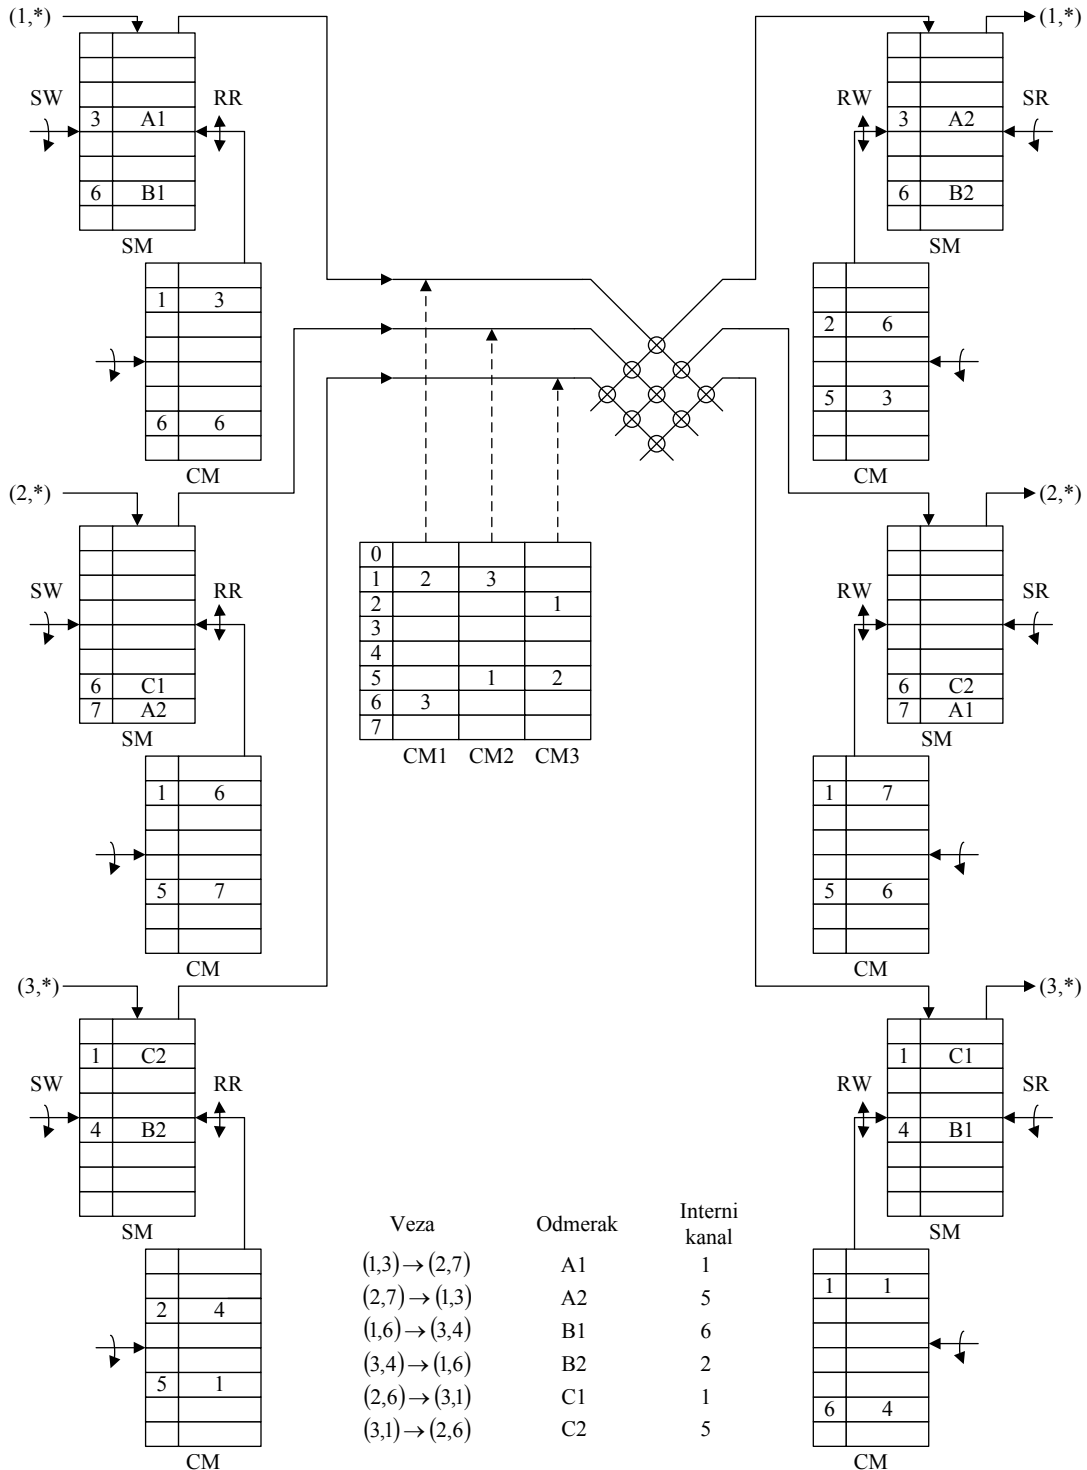 (1,*) (1,*)
SW RR RW SR
3 A1 3 A2
6 B1 6 B2
SM SM
1 3
2 6
5 3
6 6
CM CM
(2,*) (2,*)
0
1 2 3
2 1
3
4
5 1 2
6 3
7
CM1 CM2 CM3
SW RR RW SR
6 C1 6 C2
7 A2 7 A1
SM SM
1 6 1 7
5 7 5 6
CM CM
(3,*) (3,*)
1 C2 1 C1
SW RR RW SR
4 B2 4 B1
SM SM
2 4
5 1
CM
1 1
6 4
CM
Veza Odmerak Interni kanal
(1,3) → (2,7) A1 1
(2,7) → (1,3) A2 5
(1,6) → (3,4) B1 6
(3,4) → (1,6) B2 2
(2,6) → (3,1) C1 1
(3,1) → (2,6) C2 5